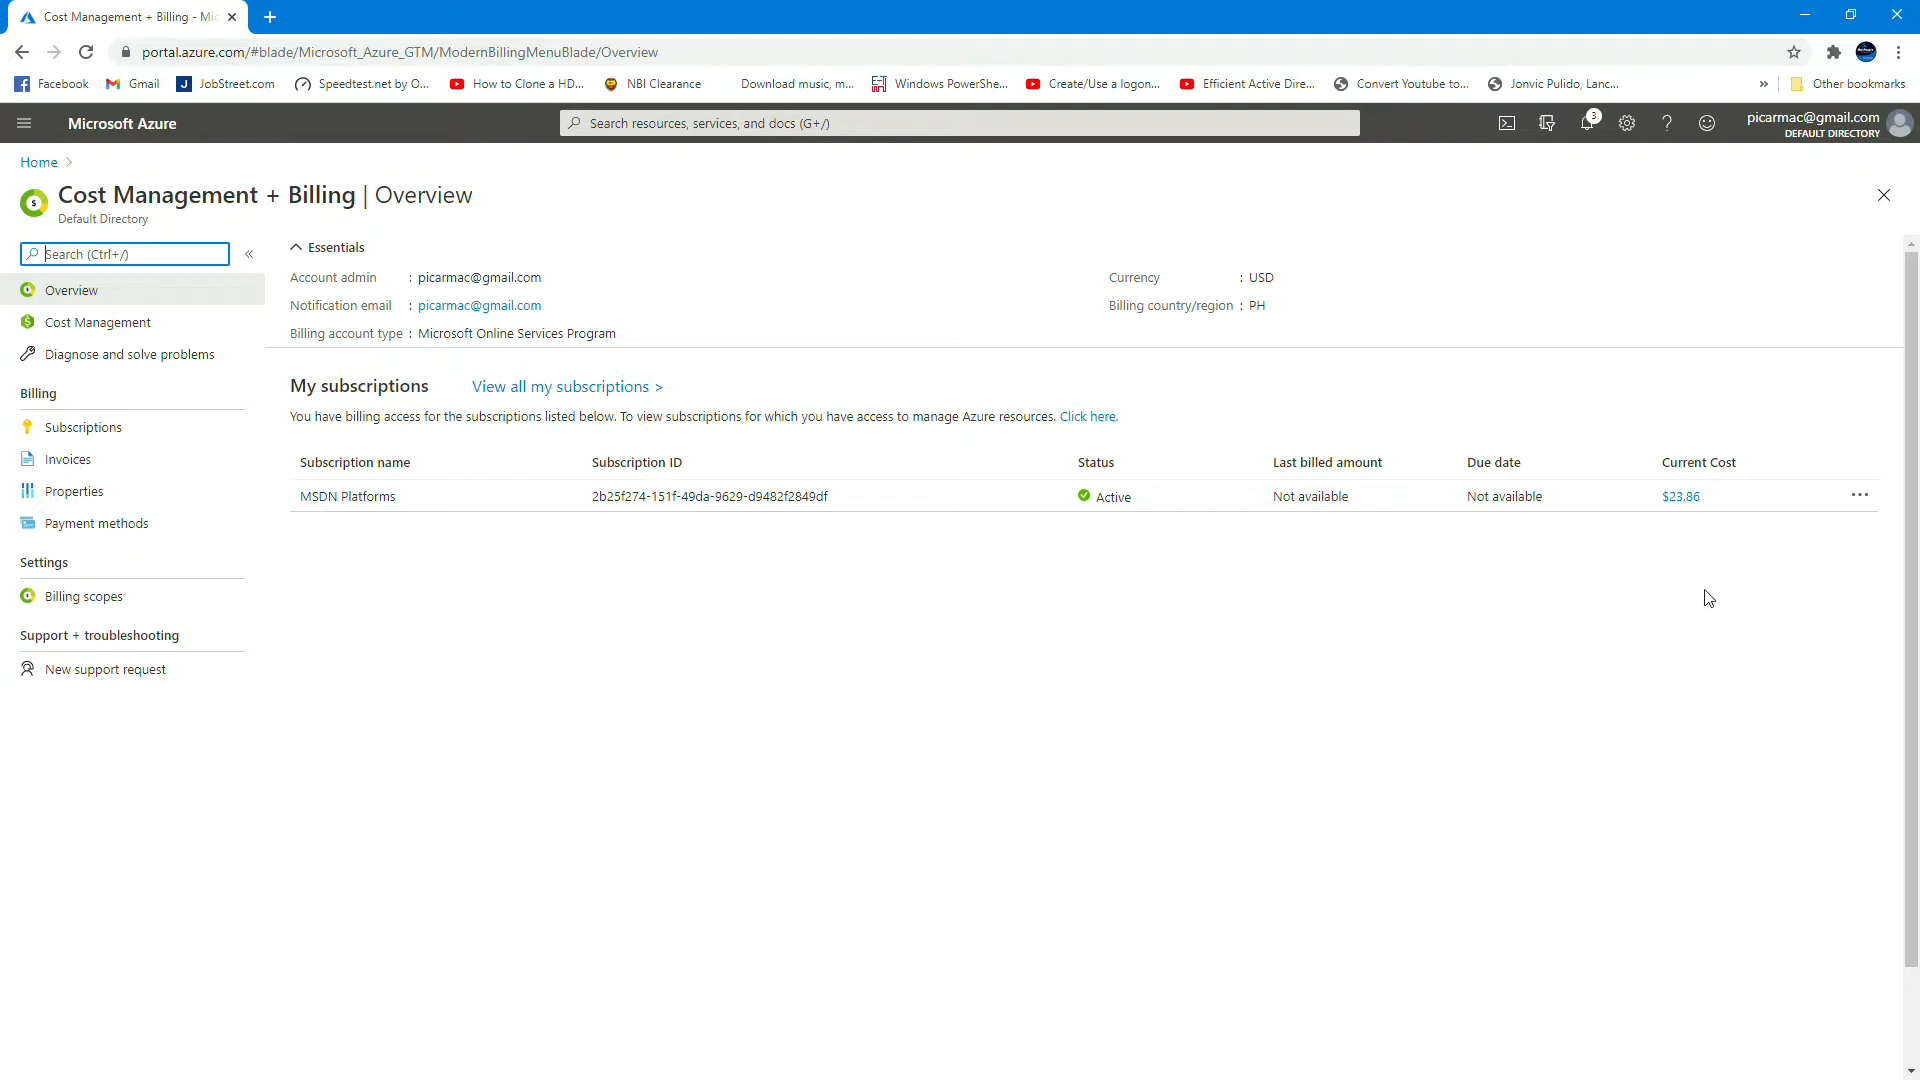 Cost Management + Billing - Mic
portal.azure.com/#blade/Microsoft_Azure_GTM/ModernBillingMenuBlade/Overview
Facebook Gmail JobStreet.com Speedtest.net by O... How to Clone a HD... NBI Clearance Download music, m... Windows PowerShe... Create/Use a logon... Efficient Active Dire... Convert Youtube to... Jonvic Pulido, Lanc... » Other bookmarks
Microsoft Azure
Search resources, services, and docs (G+/)
3
picarmac@gmail.com
DEFAULT DIRECTORY
Home
Cost Management + Billing | Overview
Default Directory
Search (Ctrl+/)
Overview
Cost Management
Diagnose and solve problems
Billing
Subscriptions
Invoices
Properties
Payment methods
Settings
Billing scopes
Support + troubleshooting
New support request
Essentials
Account admin : picarmac@gmail.com
Notification email : picarmac@gmail.com
Billing account type : Microsoft Online Services Program
Currency : USD
Billing country/region : PH
My subscriptions View all my subscriptions >
You have billing access for the subscriptions listed below. To view subscriptions for which you have access to manage Azure resources. Click here.
Subscription name Subscription ID Status Last billed amount Due date Current Cost
MSDN Platforms 2b25f274-151f-49da-9629-d9482f2849df Active Not available Not available $23.86 ...